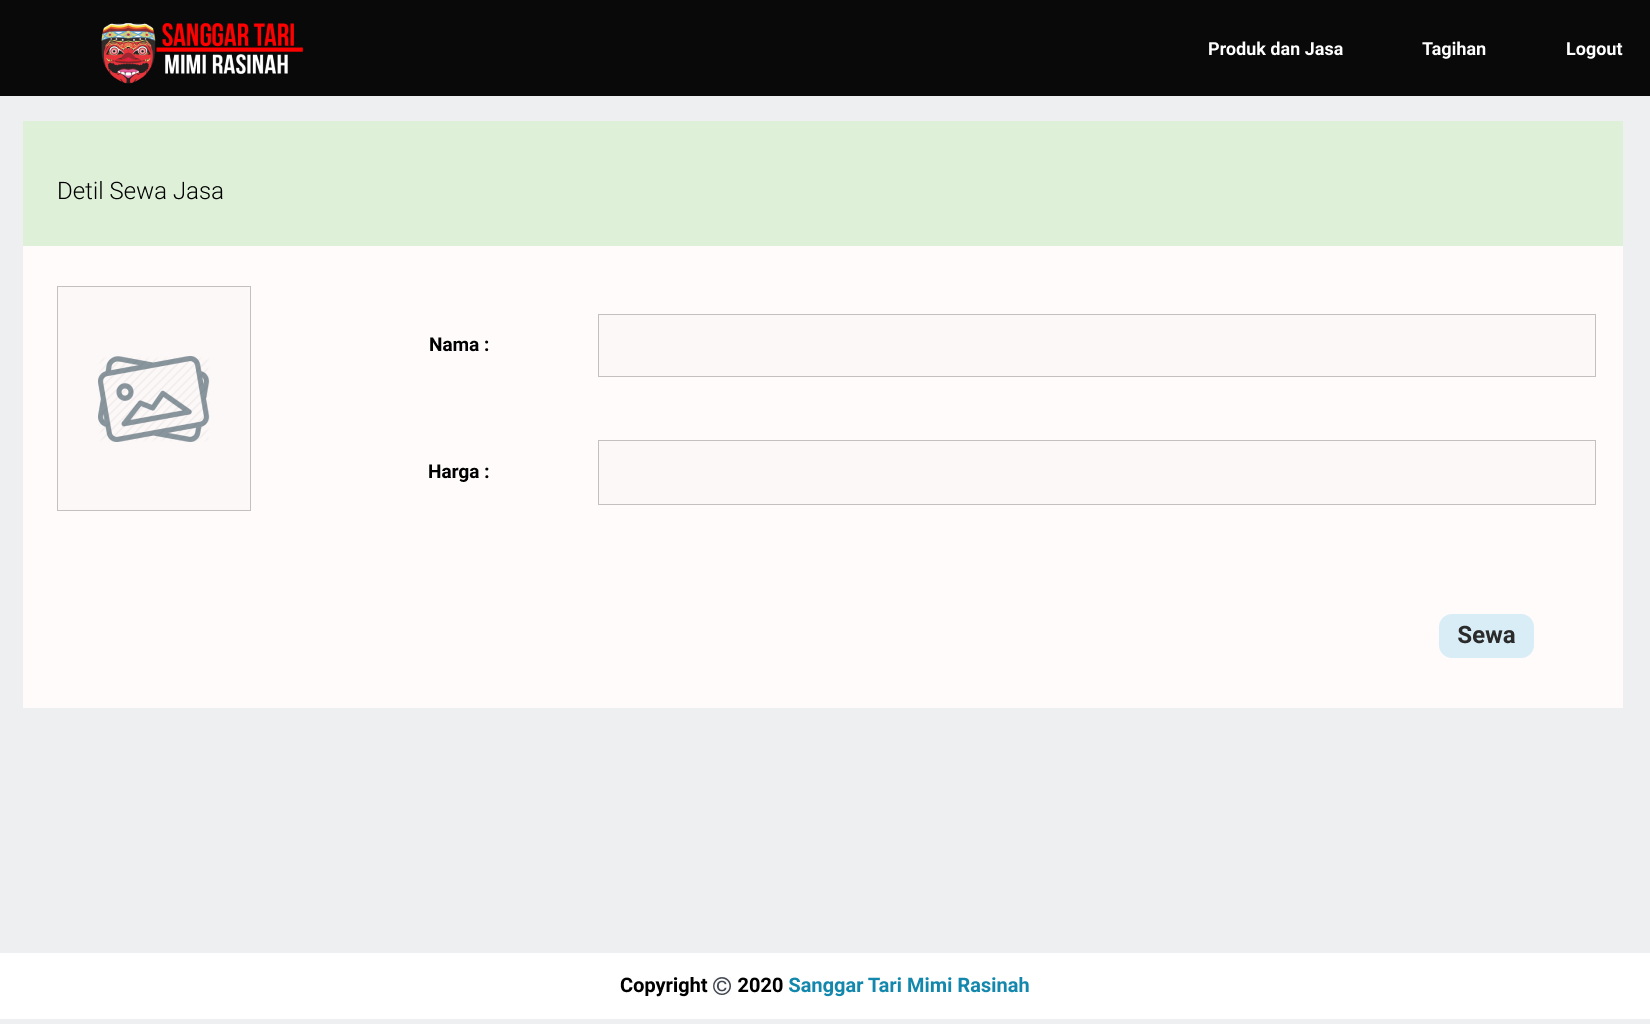 SANGGAR TARI
MIMI RASINAH
Produk dan Jasa
Tagihan
Logout
Detil Sewa Jasa
Nama :
Harga :
Sewa
Copyright © 2020 Sanggar Tari Mimi Rasinah